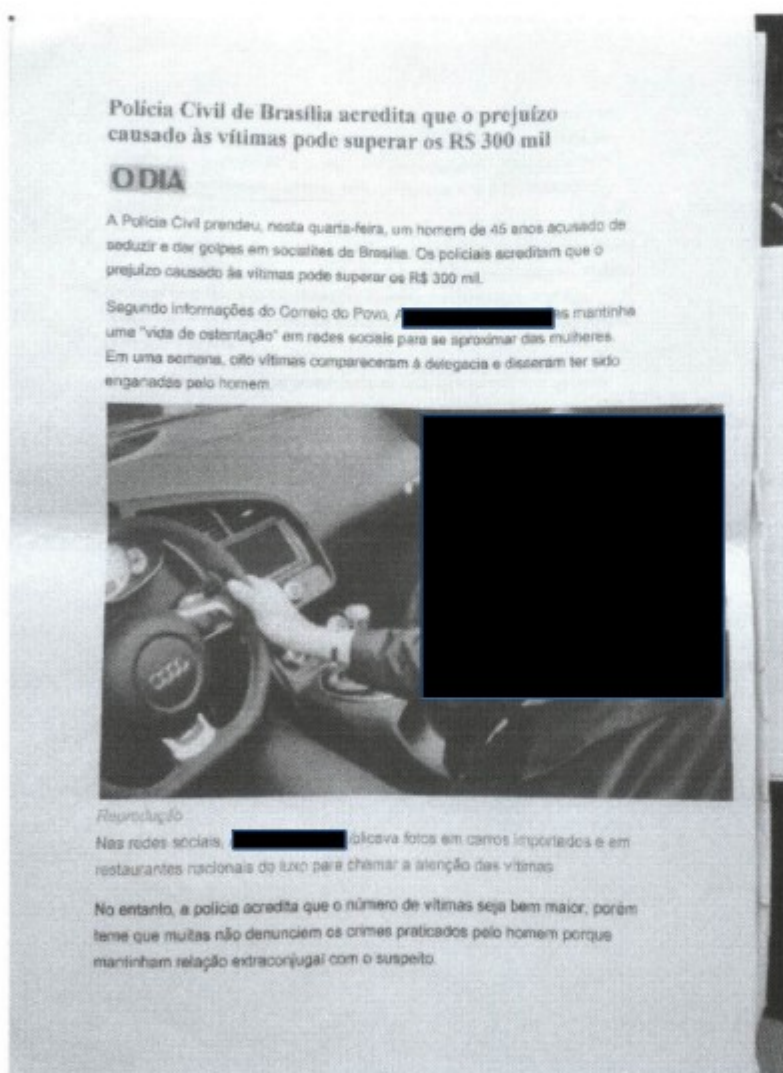 Polícia Civil de Brasília acredita que o prejuízo
causado às vítimas pode superar os R$ 300 mil
O DIA
A Polícia Civil prendeu, nesta quarta-feira, um homem de 45 anos acusado de
seduzir e dar golpes em socialites de Brasília. Os policiais acreditam que o
prejuízo causado às vítimas pode superar os R$ 300 mil.
Segundo informações do Correio do Povo, A es mantinha
uma "vida de ostentação" em redes sociais para se aproximar das mulheres.
Em uma semana, oito vítimas compareceram à delegacia e disseram ter sido
enganadas pelo homem.
Reprodução
Nas redes sociais, blicava fotos em carros importados e em
restaurantes nacionais de luxo para chamar a atenção das vítimas
No entanto, a polícia acredita que o número de vítimas seja bem maior, porém
teme que muitas não denunciem os crimes praticados pelo homem porque
mantinham relação extraconjugal com o suspeito.